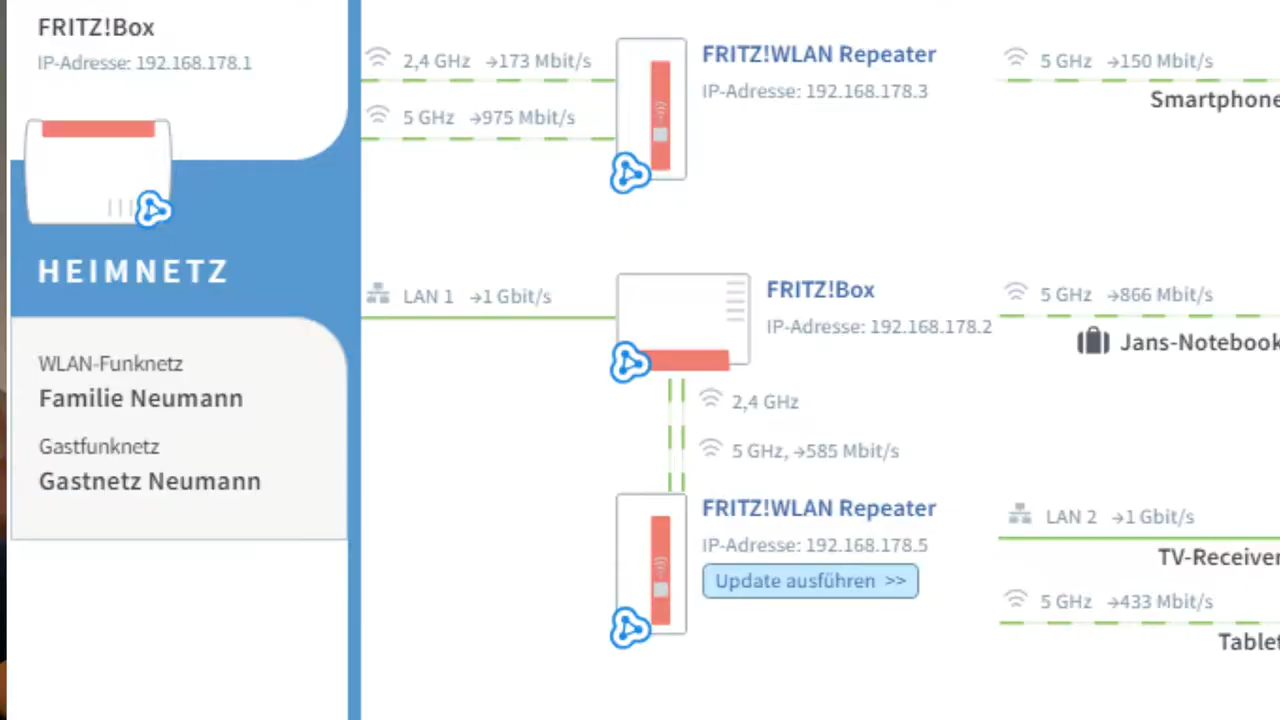 FRITZ!Box
IP-Adresse: 192.168.178.1
HEIMNETZ
WLAN-Funknetz
Familie Neumann
Gastfunknetz
Gastnetz Neumann
2,4 GHz →173 Mbit/s
5 GHz →975 Mbit/s
FRITZ!WLAN Repeater
IP-Adresse: 192.168.178.3
5 GHz →150 Mbit/s
Smartphone
LAN 1 →1 Gbit/s
FRITZ!Box
IP-Adresse: 192.168.178.2
5 GHz →866 Mbit/s
Jans-Notebook
2,4 GHz
5 GHz, →585 Mbit/s
FRITZ!WLAN Repeater
IP-Adresse: 192.168.178.5
Update ausführen >>
LAN 2 →1 Gbit/s
TV-Receiver
5 GHz →433 Mbit/s
Tablet